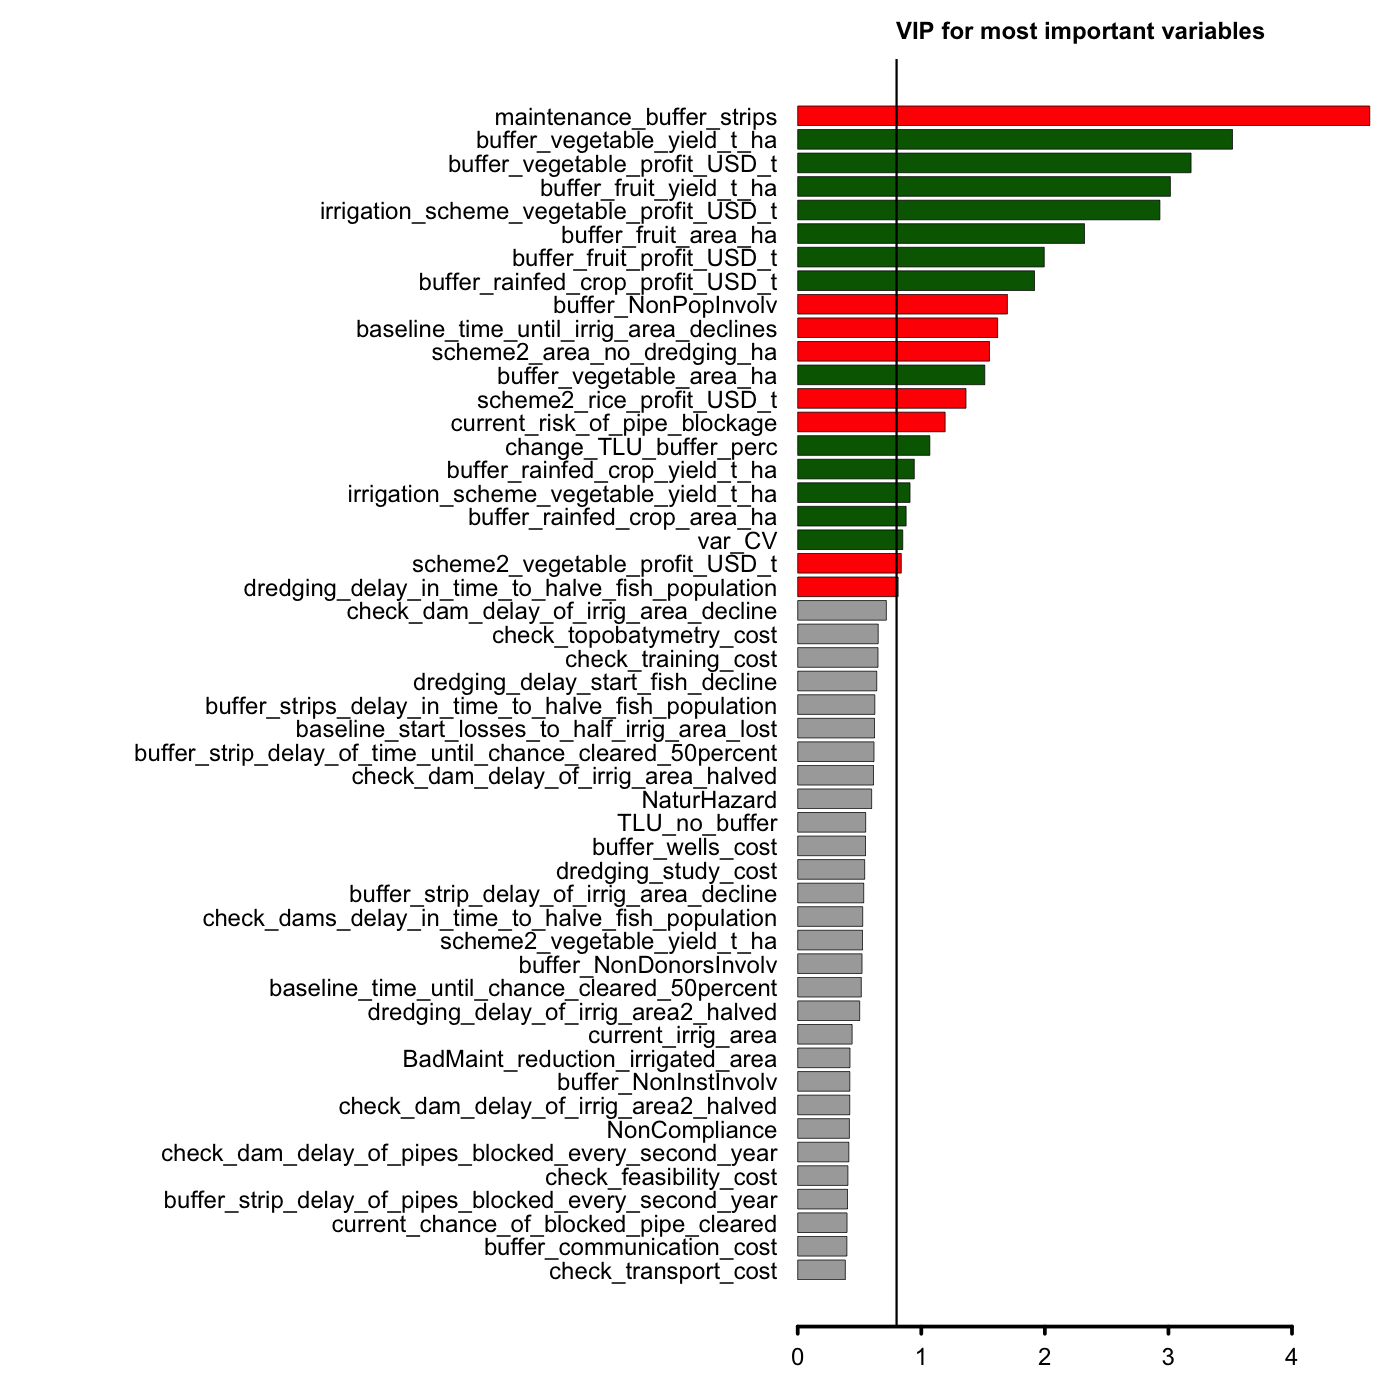 VIP for most important variables
maintenance_buffer_strips
buffer_vegetable_yield_t_ha
buffer_vegetable_profit_USD_t
buffer_fruit_yield_t_ha
irrigation_scheme_vegetable_profit_USD_t
buffer_fruit_area_ha
buffer_fruit_profit_USD_t
buffer_rainfed_crop_profit_USD_t
buffer_NonPopInvolv
baseline_time_until_irrig_area_declines
scheme2_area_no_dredging_ha
buffer_vegetable_area_ha
scheme2_rice_profit_USD_t
current_risk_of_pipe_blockage
change_TLU_buffer_perc
buffer_rainfed_crop_yield_t_ha
irrigation_scheme_vegetable_yield_t_ha
buffer_rainfed_crop_area_ha
var_CV
scheme2_vegetable_profit_USD_t
dredging_delay_in_time_to_halve_fish_population
check_dam_delay_of_irrig_area_decline
check_topobatymetry_cost
check_training_cost
dredging_delay_start_fish_decline
buffer_strips_delay_in_time_to_halve_fish_population
baseline_start_losses_to_half_irrig_area_lost
buffer_strip_delay_of_time_until_chance_cleared_50percent
check_dam_delay_of_irrig_area_halved
NaturHazard
TLU_no_buffer
buffer_wells_cost
dredging_study_cost
buffer_strip_delay_of_irrig_area_decline
check_dams_delay_in_time_to_halve_fish_population
scheme2_vegetable_yield_t_ha
buffer_NonDonorsInvolv
baseline_time_until_chance_cleared_50percent
dredging_delay_of_irrig_area2_halved
current_irrig_area
BadMaint_reduction_irrigated_area
buffer_NonInstInvolv
check_dam_delay_of_irrig_area2_halved
NonCompliance
check_dam_delay_of_pipes_blocked_every_second_year
check_feasibility_cost
buffer_strip_delay_of_pipes_blocked_every_second_year
current_chance_of_blocked_pipe_cleared
buffer_communication_cost
check_transport_cost
0 1 2 3 4